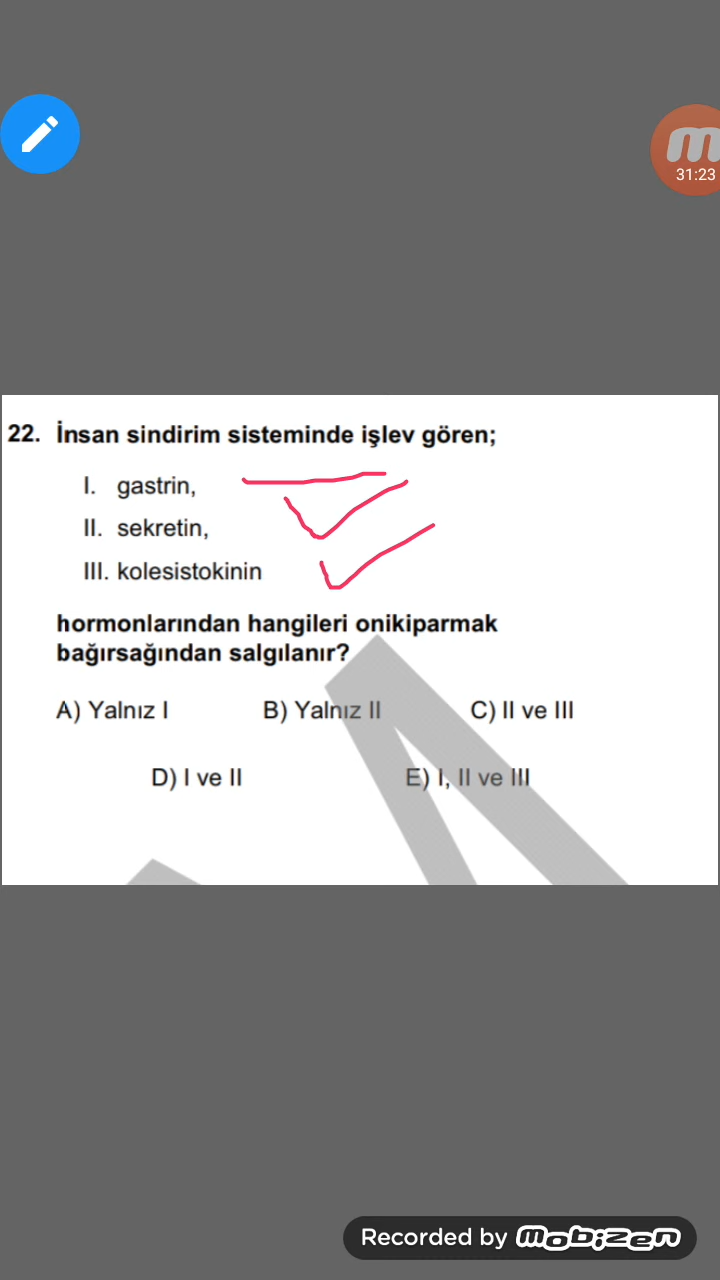 31:23
22. İnsan sindirim sisteminde işlev gören;
I. gastrin,
II. sekretin,
III. kolesistokinin
hormonlarından hangileri onikiparmak
bağırsağından salgılanır?
A) Yalnız I B) Yalnız II C) II ve III
D) I ve II E) I, II ve III
Recorded by mobizen